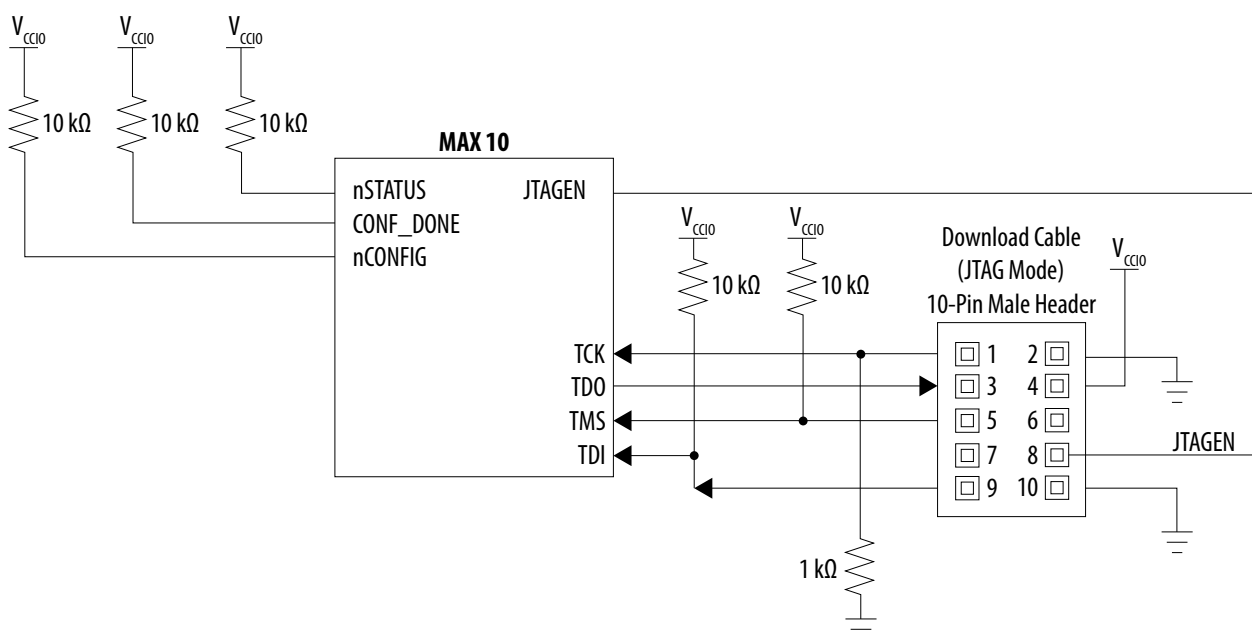 VCCIO
VCCIO
VCCIO
10 kΩ
10 kΩ
10 kΩ
MAX 10
nSTATUS
JTAGEN
CONF_DONE
nCONFIG
VCCIO
VCCIO
Download Cable
(JTAG Mode)
10-Pin Male Header
VCCIO
10 kΩ
10 kΩ
TCK
1
2
TDO
3
4
TMS
5
6
TDI
7
8
JTAGEN
9
10
1 kΩ